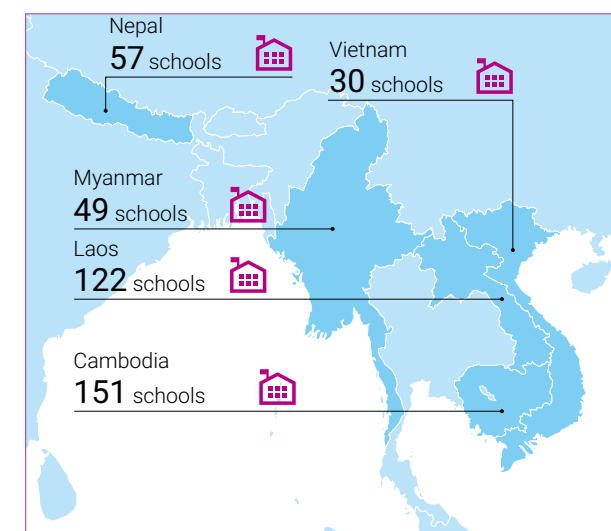 Nepal
57 schools
Vietnam
30 schools
Myanmar
49 schools
Laos
122 schools
Cambodia
151 schools